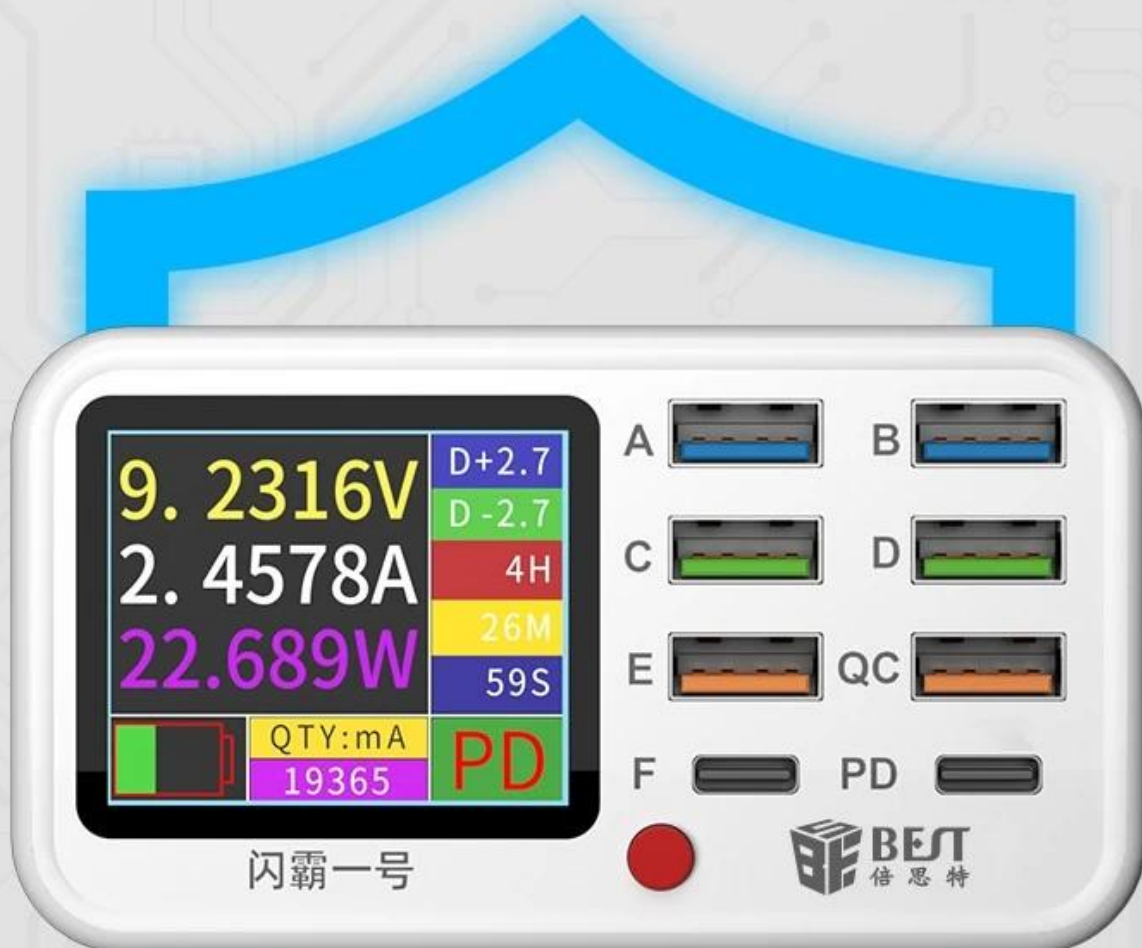 9. 2316V
2. 4578A
22.689W
D+2.7
D -2.7
4H
26M
59S
QTY:mA
19365
PD
闪霸一号
A
B
C
D
E
QC
F
PD
BEST
倍思特